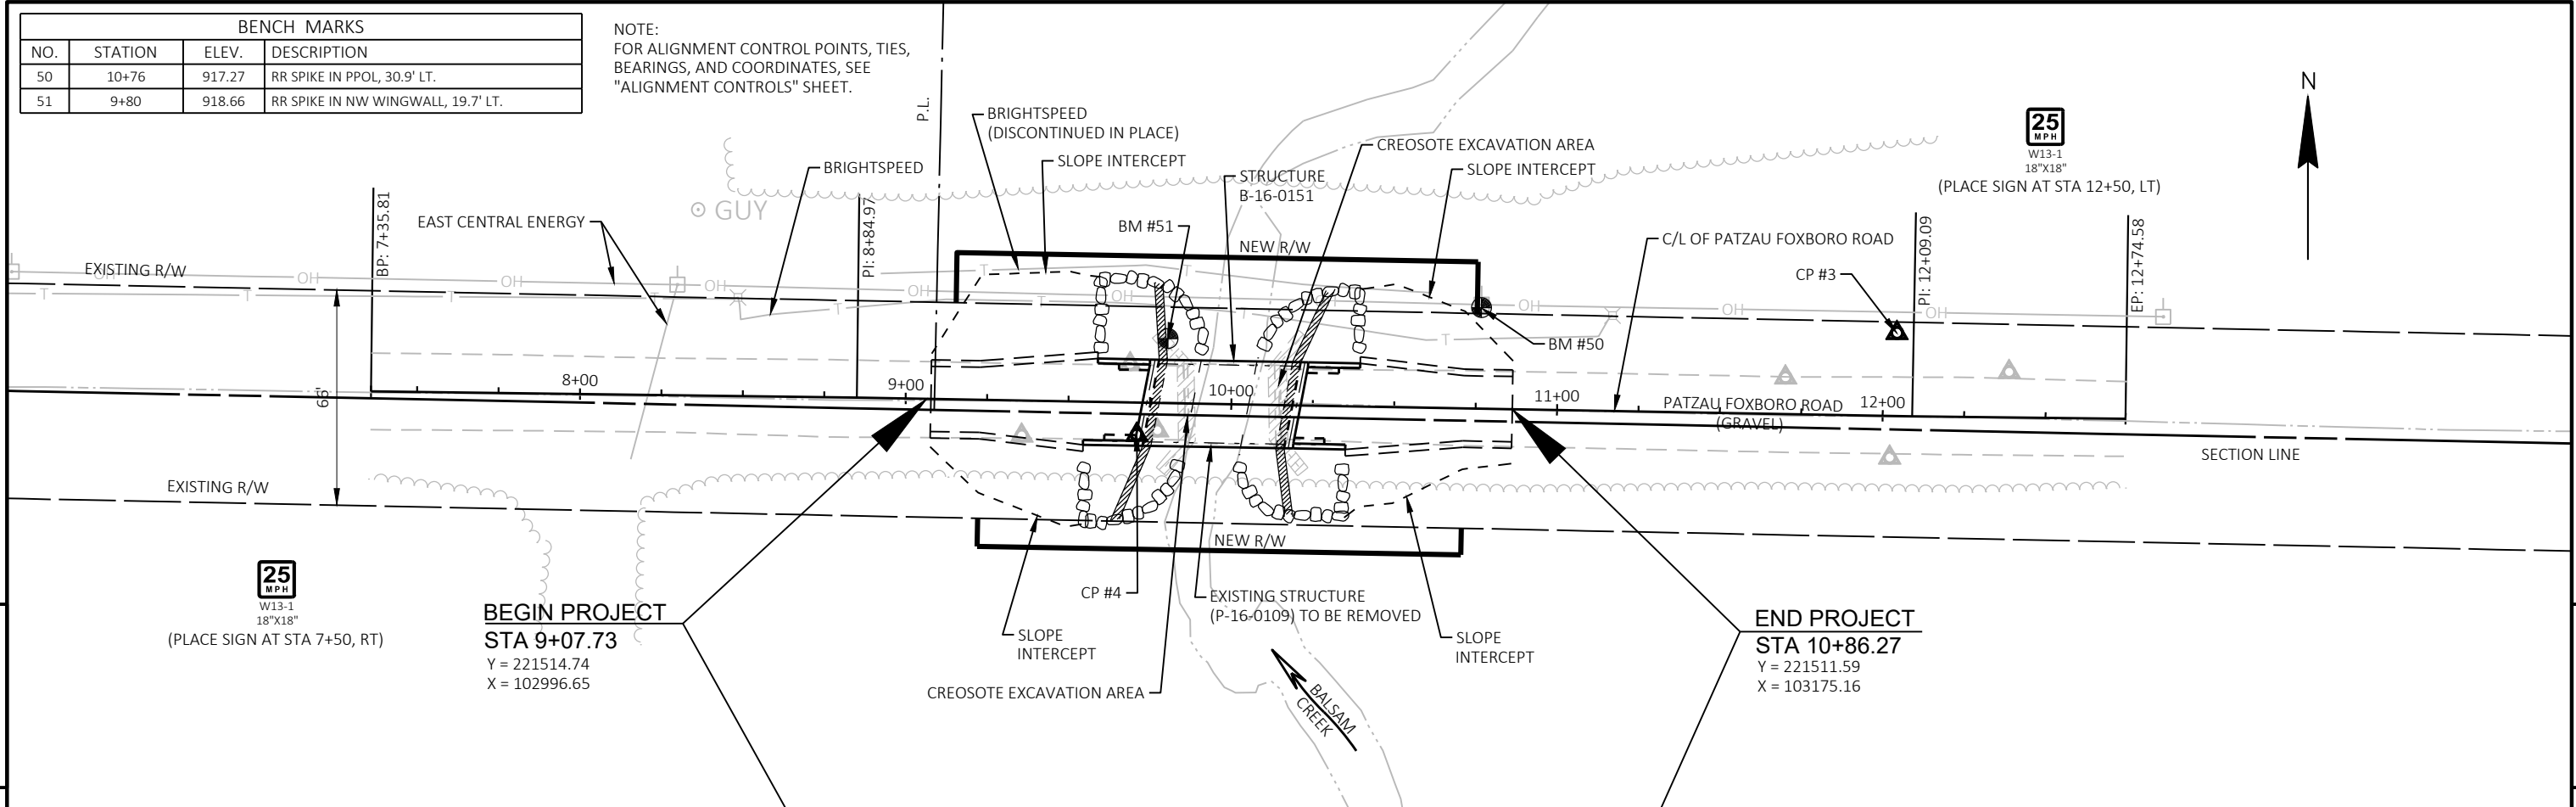 BENCH MARKS
NO. STATION ELEV. DESCRIPTION
50 10+76 917.27 RR SPIKE IN PPOL, 30.9' LT.
51 9+80 918.66 RR SPIKE IN NW WINGWALL, 19.7' LT.
NOTE:
FOR ALIGNMENT CONTROL POINTS, TIES,
BEARINGS, AND COORDINATES, SEE
"ALIGNMENT CONTROLS" SHEET.
P.L.
BRIGHTSPEED
(DISCONTINUED IN PLACE)
SLOPE INTERCEPT
BRIGHTSPEED
STRUCTURE
B-16-0151
CREOSOTE EXCAVATION AREA
SLOPE INTERCEPT
25
MPH
W13-1
18"X18"
(PLACE SIGN AT STA 12+50, LT)
N
EAST CENTRAL ENERGY
GUY
BM #51
NEW R/W
C/L OF PATZAU FOXBORO ROAD
CP #3
BP: 7+35.81
PI: 8+84.97
PI: 12+09.09
EP: 12+74.58
EXISTING R/W
OH
OH
OH
OH
OH
OH
OH
OH
OH
T
T
T
T
T
T
T
T
T
T
BM #50
66'
8+00
9+00
10+00
11+00
12+00
PATZAU FOXBORO ROAD
(GRAVEL)
SECTION LINE
EXISTING R/W
NEW R/W
25
MPH
W13-1
18"X18"
(PLACE SIGN AT STA 7+50, RT)
BEGIN PROJECT
STA 9+07.73
Y = 221514.74
X = 102996.65
CP #4
SLOPE
INTERCEPT
EXISTING STRUCTURE
(P-16-0109) TO BE REMOVED
SLOPE
INTERCEPT
CREOSOTE EXCAVATION AREA
BALSAM
CREEK
END PROJECT
STA 10+86.27
Y = 221511.59
X = 103175.16